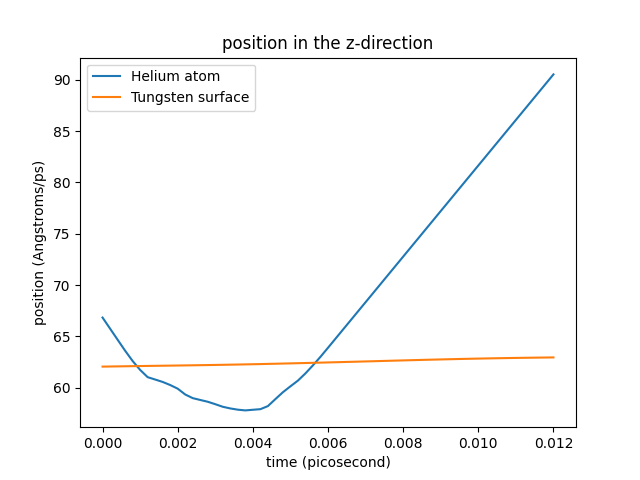 position in the z-direction
Helium atom
Tungsten surface
position (Angstroms/ps)
90
85
80
75
70
65
60
0.000 0.002 0.004 0.006 0.008 0.010 0.012
time (picosecond)